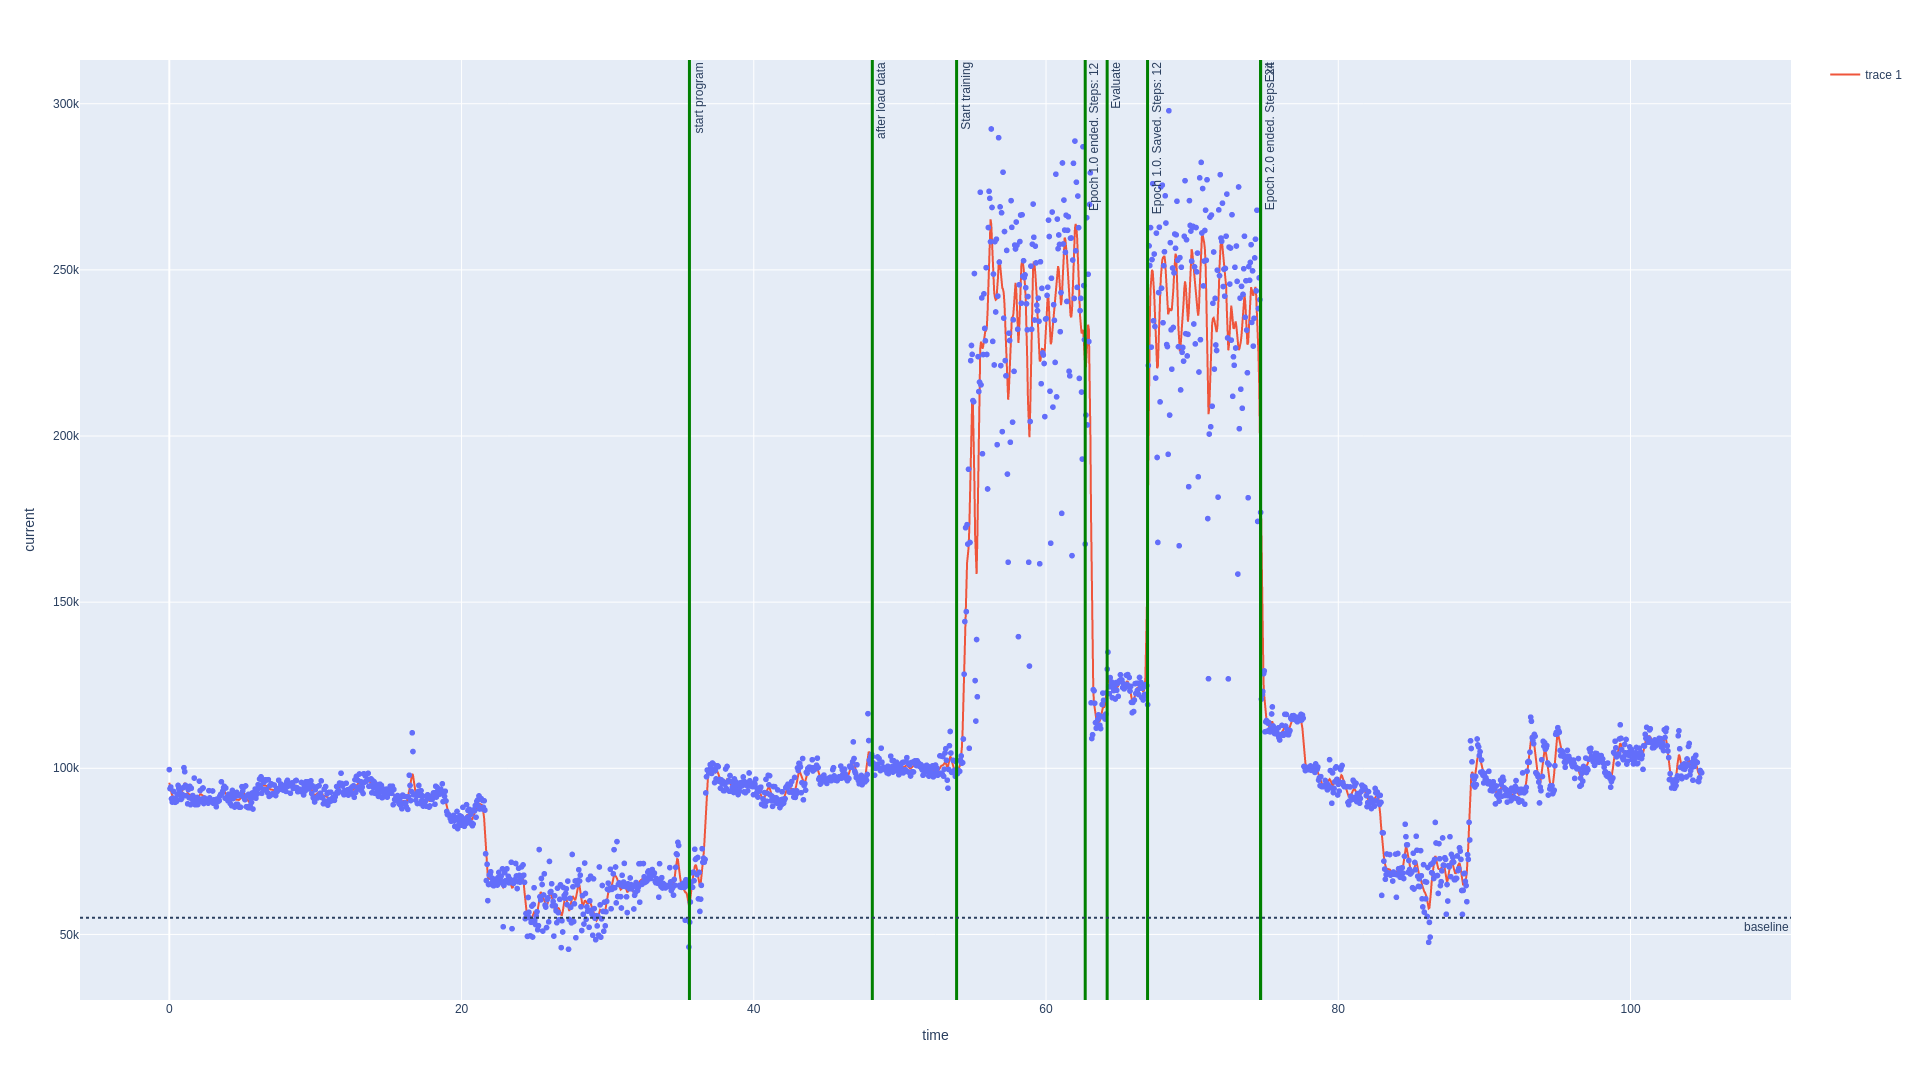 trace 1
300k
250k
200k
150k
100k
50k
current
start program
after load data
Start training
Epoch 1.0 ended. Steps: 12
Evaluate
Epoch 1.0. Saved. Steps: 12
Epoch 2.0 ended. Steps: 24
baseline
0
20
40
60
80
100
time